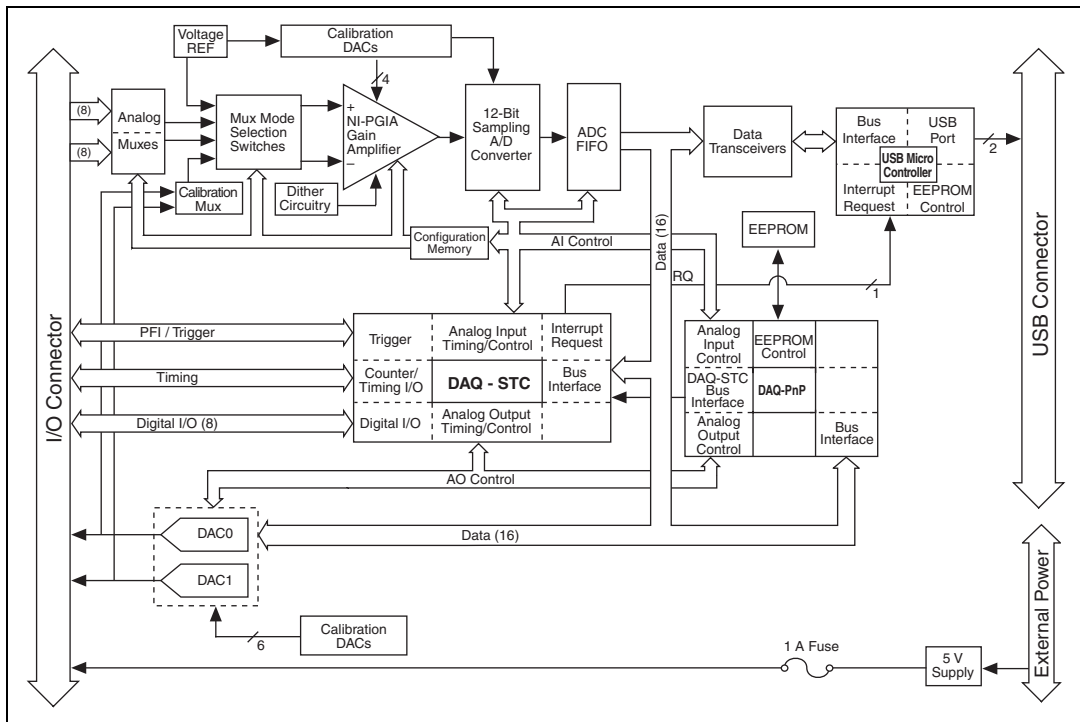 Voltage
REF
Calibration
DACs
4
(8)
(8)
Analog
Muxes
Mux Mode
Selection
Switches
+
NI-PGIA
Gain
Amplifier
–
12-Bit
Sampling
A/D
Converter
ADC
FIFO
Data
Transceivers
Bus
Interface
USB
Port
USB Micro
Controller
Interrupt
Request
EEPROM
Control
2
Calibration
Mux
Dither
Circuitry
Configuration
Memory
AI Control
Data (16)
EEPROM
IRQ
1
I/O Connector
USB Connector
PFI / Trigger
Timing
Digital I/O (8)
Trigger
Analog Input
Timing/Control
Interrupt
Request
Counter/
Timing I/O
DAQ - STC
Bus
Interface
Digital I/O
Analog Output
Timing/Control
Analog
Input
Control
EEPROM
Control
DAQ-STC
Bus
Interface
DAQ-PnP
Analog
Output
Control
Bus
Interface
AO Control
DAC0
Data (16)
DAC1
6
Calibration
DACs
1 A Fuse
5 V
Supply
External Power